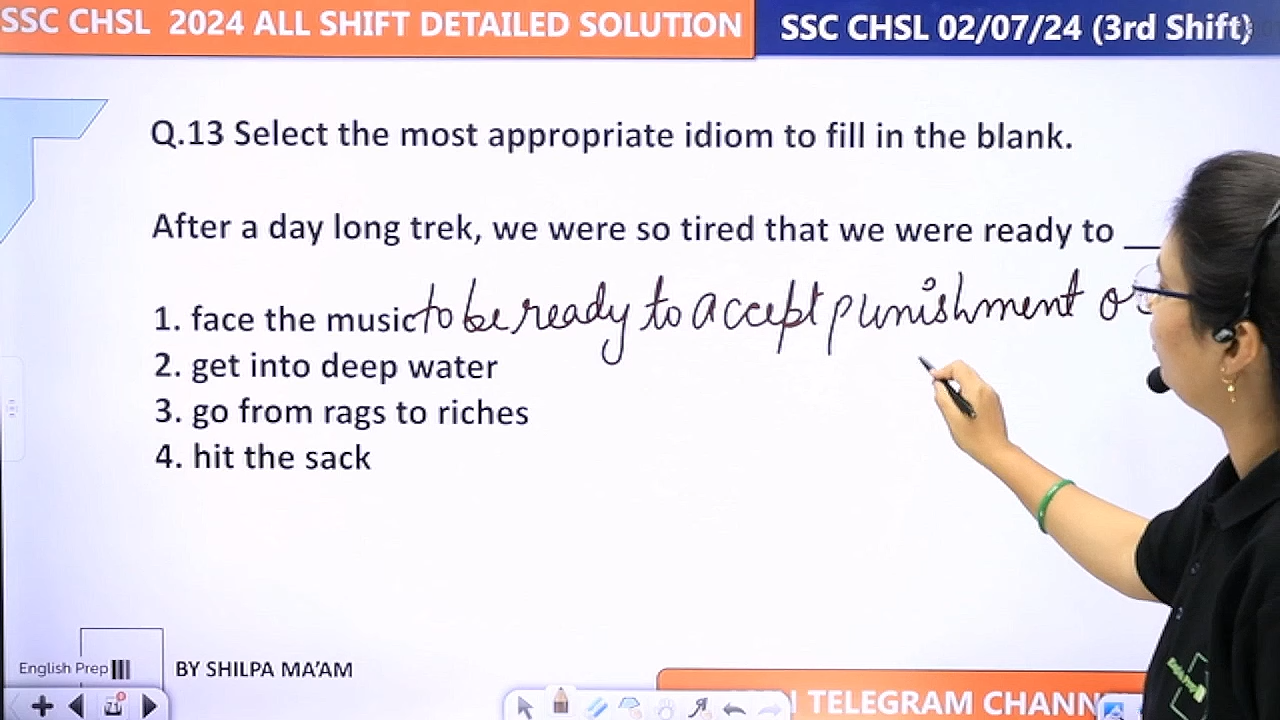 SSC CHSL 2024 ALL SHIFT DETAILED SOLUTION
SSC CHSL 02/07/24 (3rd Shift)
Q.13 Select the most appropriate idiom to fill in the blank.
After a day long trek, we were so tired that we were ready to __
1. face the music to be ready to accept punishment
2. get into deep water
3. go from rags to riches
4. hit the sack
English Prep
BY SHILPA MA'AM
TELEGRAM CHANN